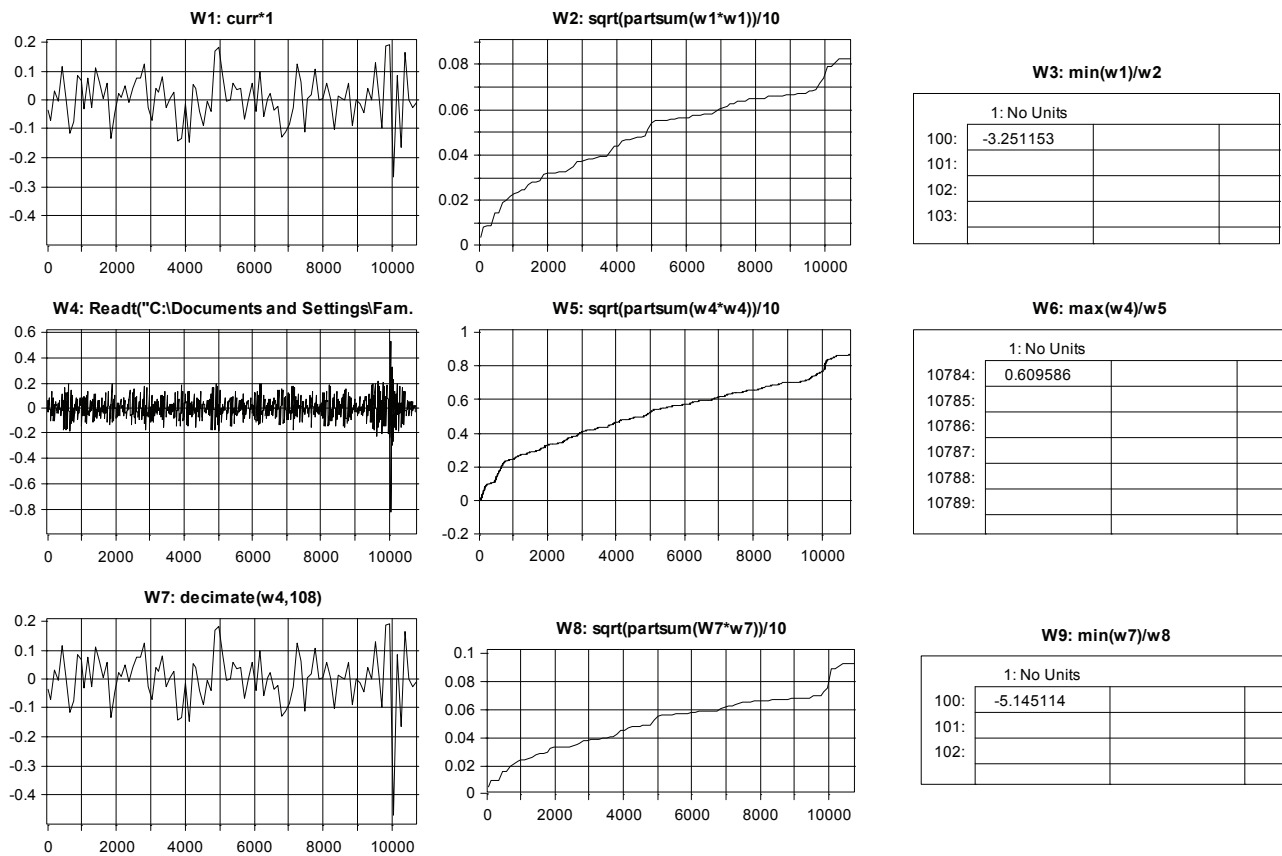 W1: curr*1
0.2
0.1
0
-0.1
-0.2
-0.3
-0.4
0 2000 4000 6000 8000 10000
W2: sqrt(partsum(w1*w1))/10
0.08
0.06
0.04
0.02
0
0 2000 4000 6000 8000 10000
W3: min(w1)/w2
1: No Units
100: -3.251153
101:
102:
103:
W4: Readt("C:\Documents and Settings\Fam.
0.6
0.4
0.2
0
-0.2
-0.4
-0.6
-0.8
0 2000 4000 6000 8000 10000
W5: sqrt(partsum(w4*w4))/10
1
0.8
0.6
0.4
0.2
0
-0.2
0 2000 4000 6000 8000 10000
W6: max(w4)/w5
1: No Units
10784: 0.609586
10785:
10786:
10787:
10788:
10789:
W7: decimate(w4,108)
0.2
0.1
0
-0.1
-0.2
-0.3
-0.4
0 2000 4000 6000 8000 10000
W8: sqrt(partsum(W7*w7))/10
0.1
0.08
0.06
0.04
0.02
0
0 2000 4000 6000 8000 10000
W9: min(w7)/w8
1: No Units
100: -5.145114
101:
102: